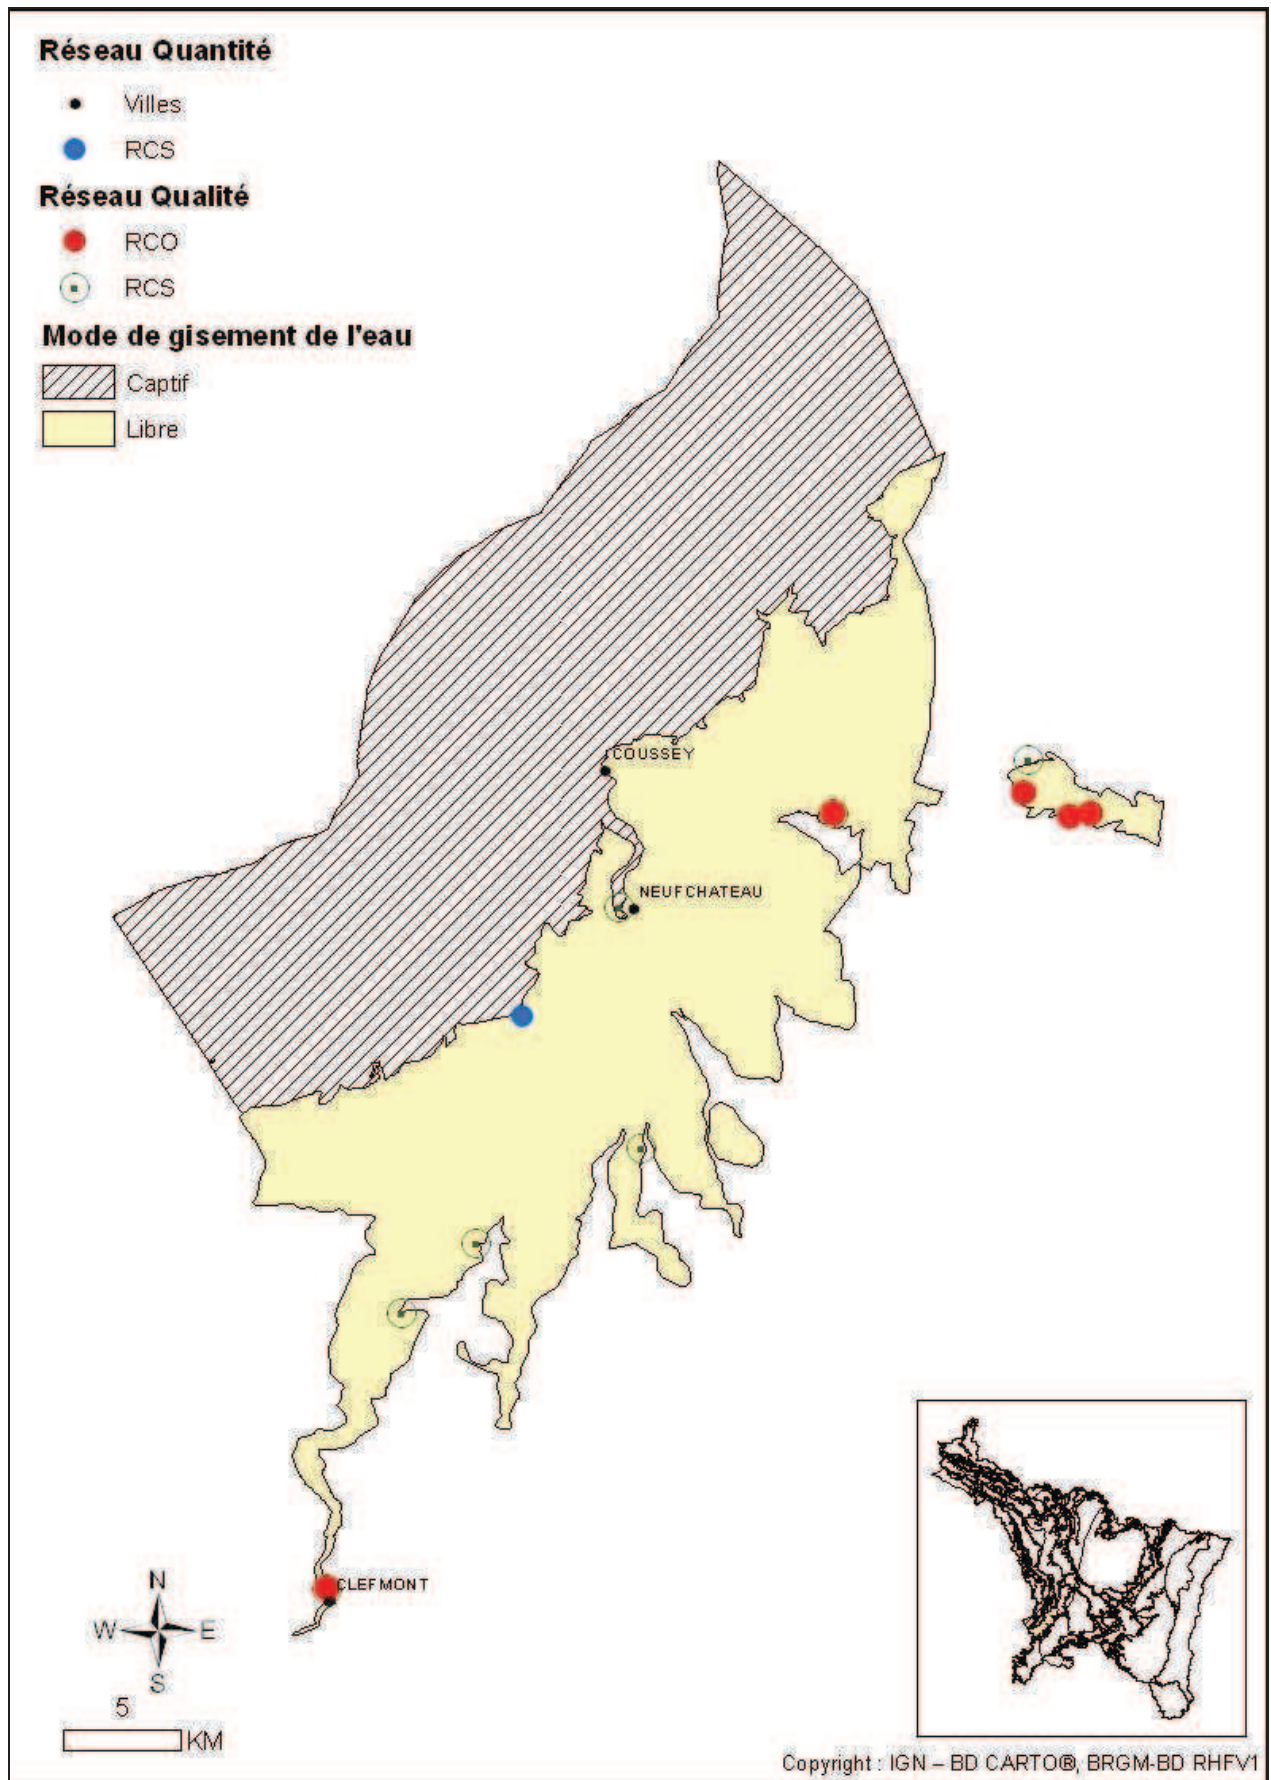 Réseau Quantité
Villes
RCS
Réseau Qualité
RCO
RCS
Mode de gisement de l'eau
Captif
Libre
COUSSEY
NEUFCHATEAU
CLEFMONT
N
W E
S
5
KM
Copyright : IGN – BD CARTO®, BRGM-BD RHFV1